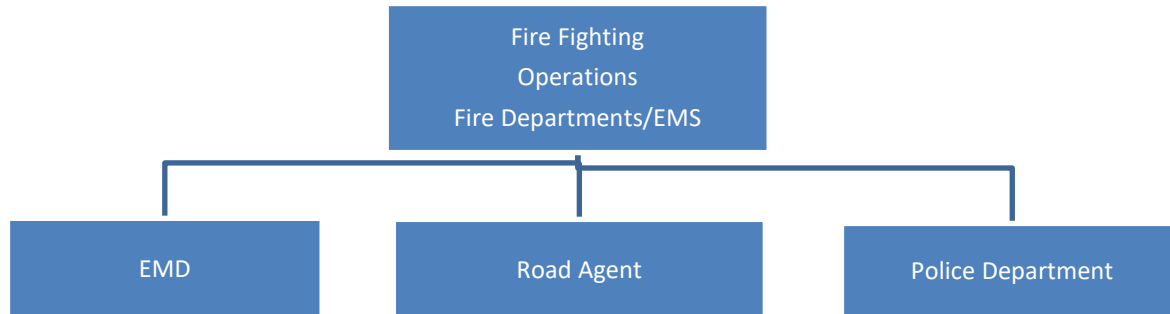 Fire Fighting
Operations
Fire Departments/EMS
EMD
Road Agent
Police Department